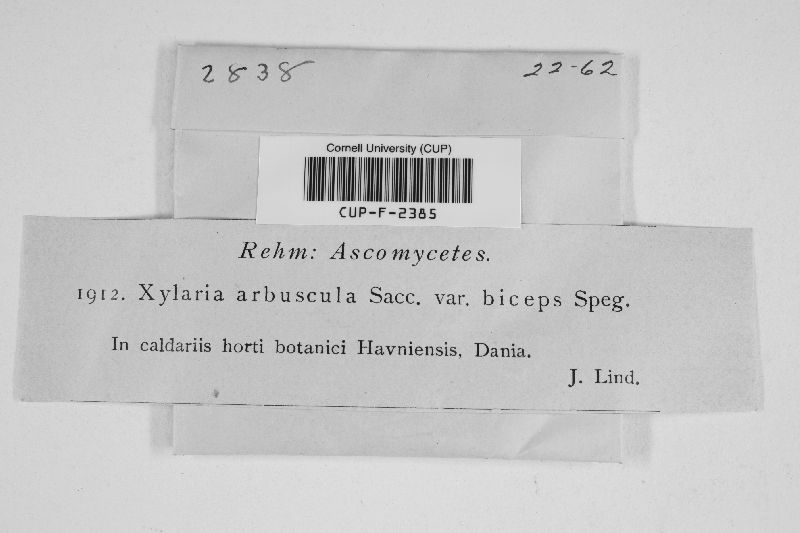 2838 22-62
Cornell University (CUP)
CUP-F-2385
Rehm: Ascomycetes.
1912. Xylaria arbuscula Sacc. var. biceps Speg.
In caldariis horti botanici Havniensis, Dania.
J. Lind.